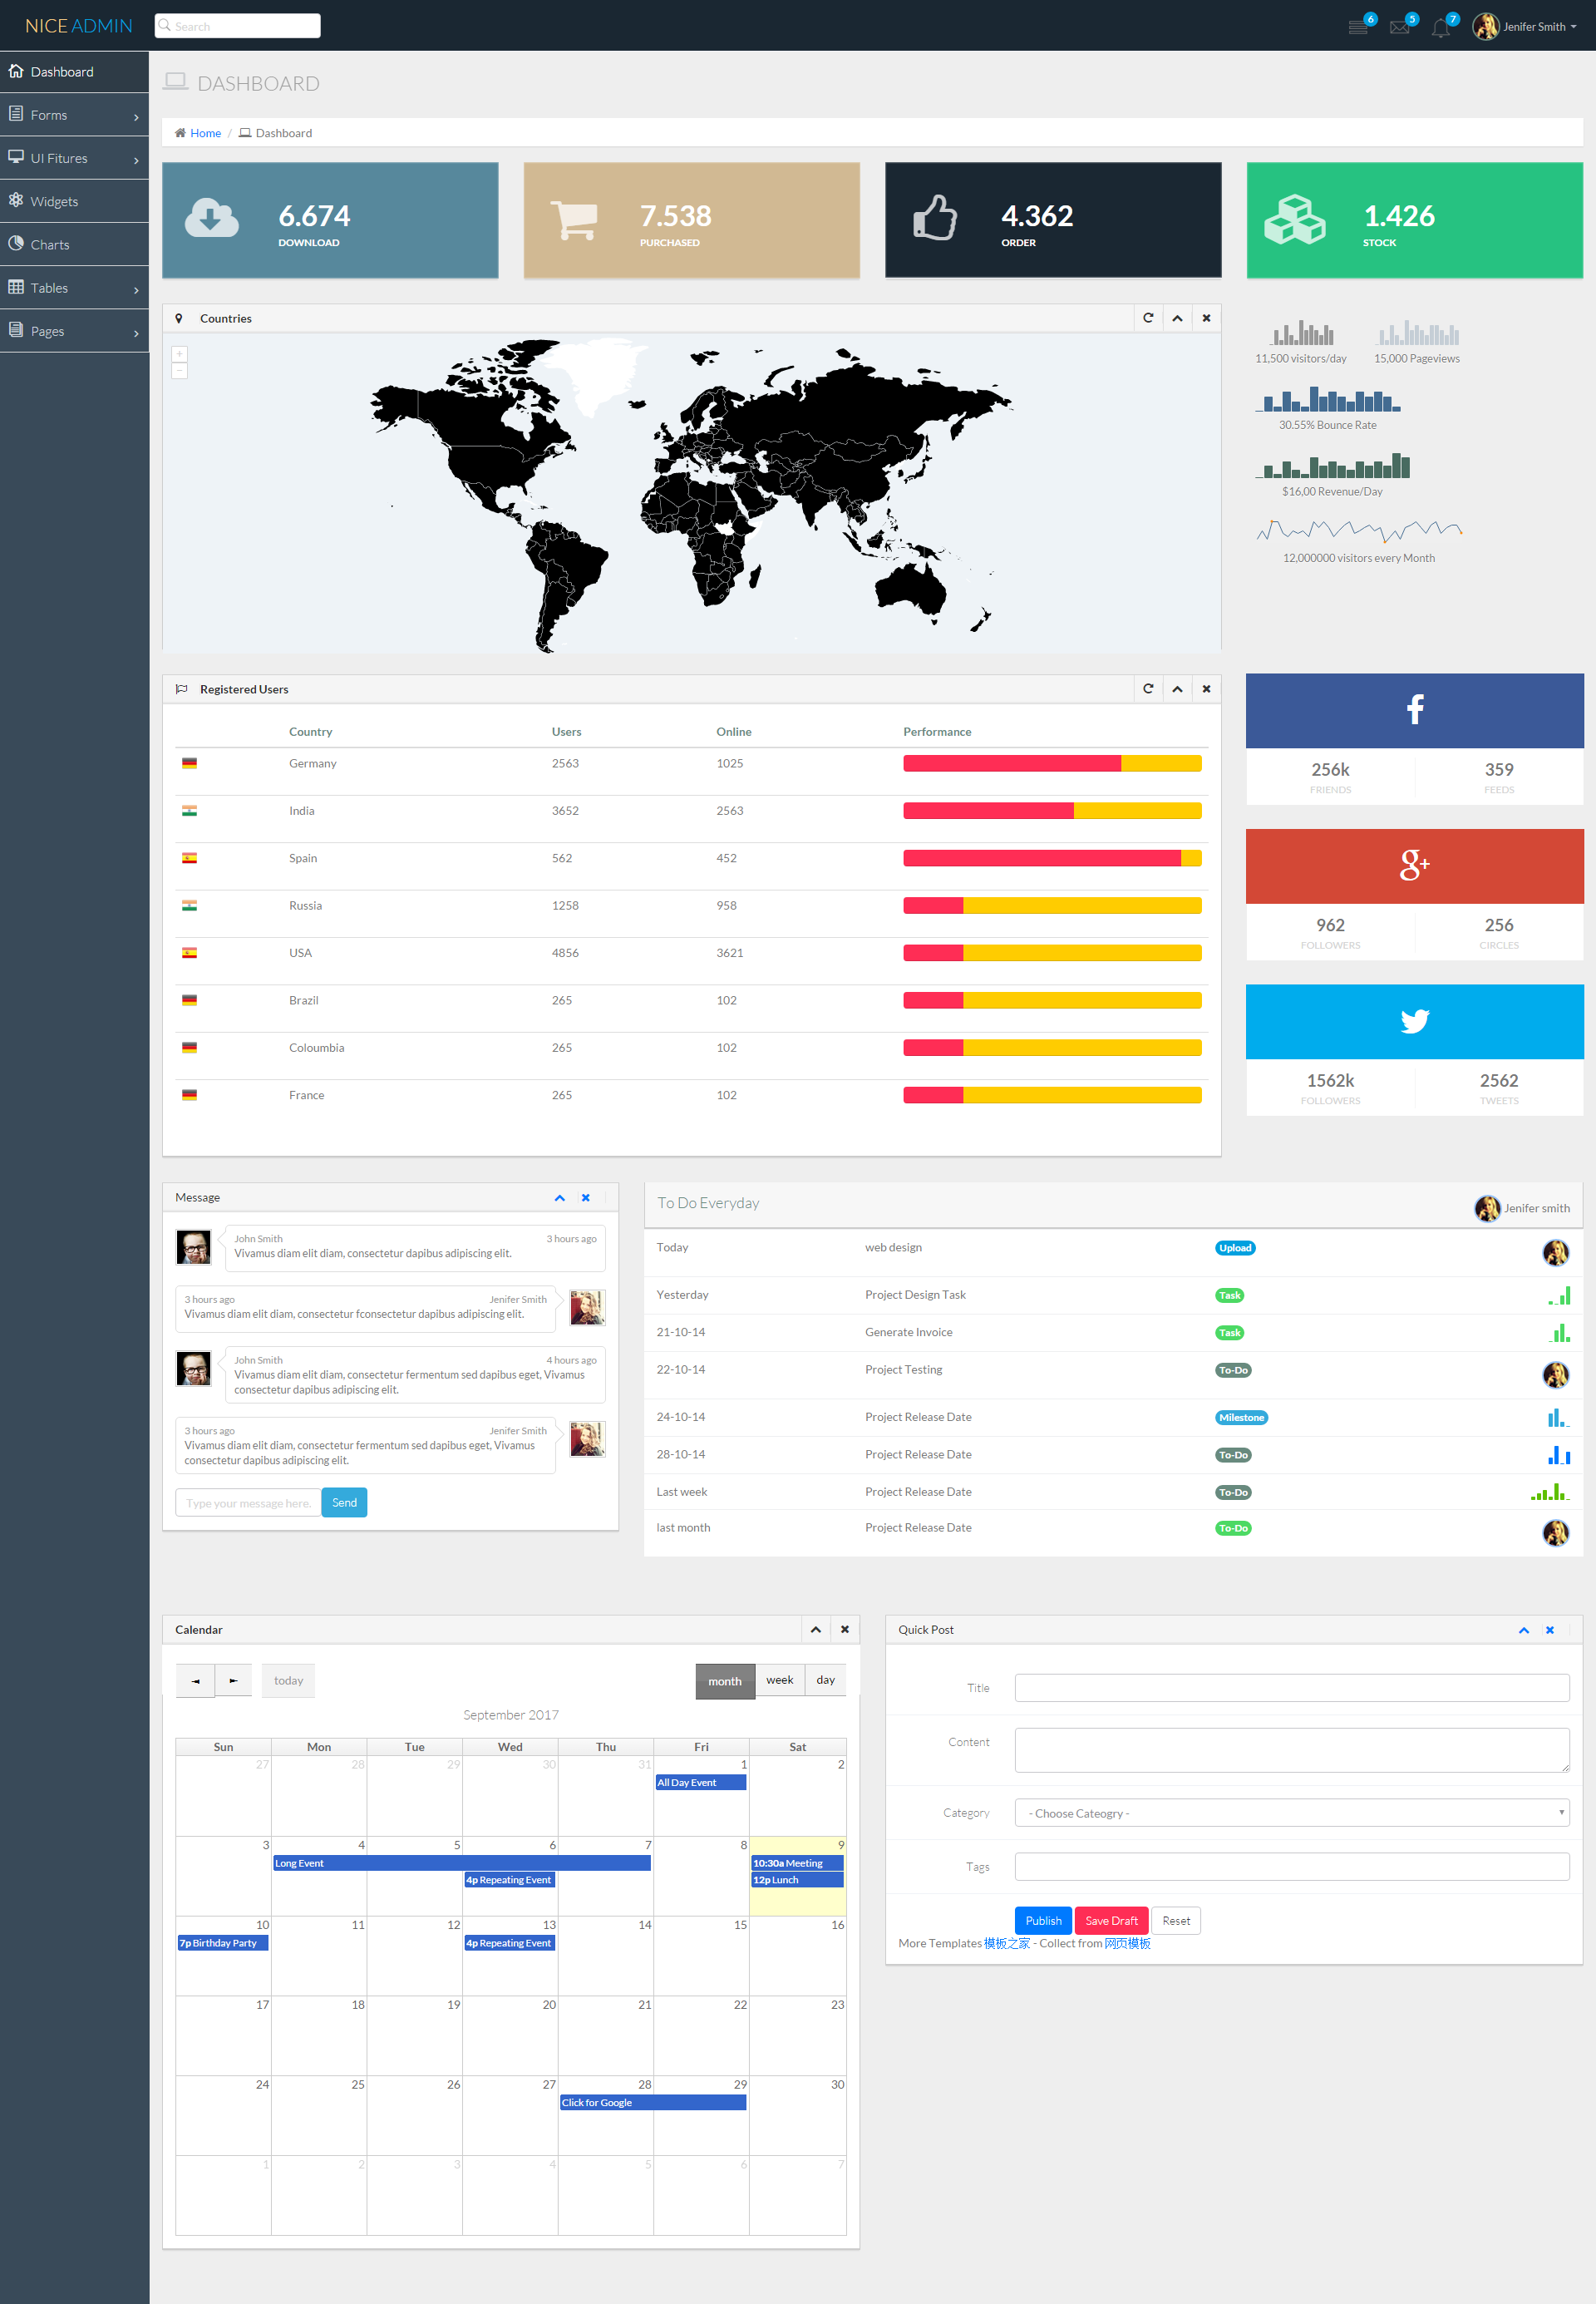 NICE ADMIN
Search
6
5
7
Jenifer Smith
Dashboard
Forms
UI Fitures
Widgets
Charts
Tables
Pages
DASHBOARD
Home / Dashboard
6.674
DOWNLOAD
7.538
PURCHASED
4.362
ORDER
1.426
STOCK
Countries
+
−
11,500 visitors/day
15,000 Pageviews
30.55% Bounce Rate
$16,00 Revenue/Day
12,000000 visitors every Month
Registered Users
Country Users Online Performance
Germany 2563 1025
India 3652 2563
Spain 562 452
Russia 1258 958
USA 4856 3621
Brazil 265 102
Coloumbia 265 102
France 265 102
256k 359
FRIENDS FEEDS
g+
962 256
FOLLOWERS CIRCLES
1562k 2562
FOLLOWERS TWEETS
Message
John Smith 3 hours ago
Vivamus diam elit diam, consectetur dapibus adipiscing elit.
3 hours ago Jenifer Smith
Vivamus diam elit diam, consectetur fconsectetur dapibus adipiscing elit.
John Smith 4 hours ago
Vivamus diam elit diam, consectetur fermentum sed dapibus eget, Vivamus
consectetur dapibus adipiscing elit.
3 hours ago Jenifer Smith
Vivamus diam elit diam, consectetur fermentum sed dapibus eget, Vivamus
consectetur dapibus adipiscing elit.
Type your message here. Send
To Do Everyday Jenifer smith
Today web design Upload
Yesterday Project Design Task Task
21-10-14 Generate Invoice Task
22-10-14 Project Testing To-Do
24-10-14 Project Release Date Milestone
28-10-14 Project Release Date To-Do
Last week Project Release Date To-Do
last month Project Release Date To-Do
Calendar
◄ ► today month week day
September 2017
Sun Mon Tue Wed Thu Fri Sat
27 28 29 30 31 1 2
All Day Event
3 4 5 6 7 8 9
Long Event 10:30a Meeting
4p Repeating Event 12p Lunch
10 11 12 13 14 15 16
7p Birthday Party 4p Repeating Event
17 18 19 20 21 22 23
24 25 26 27 28 29 30
Click for Google
1 2 3 4 5 6 7
Quick Post
Title
Content
Category - Choose Cateogry -
Tags
Publish Save Draft Reset
More Templates 模板之家 - Collect from 网页模板